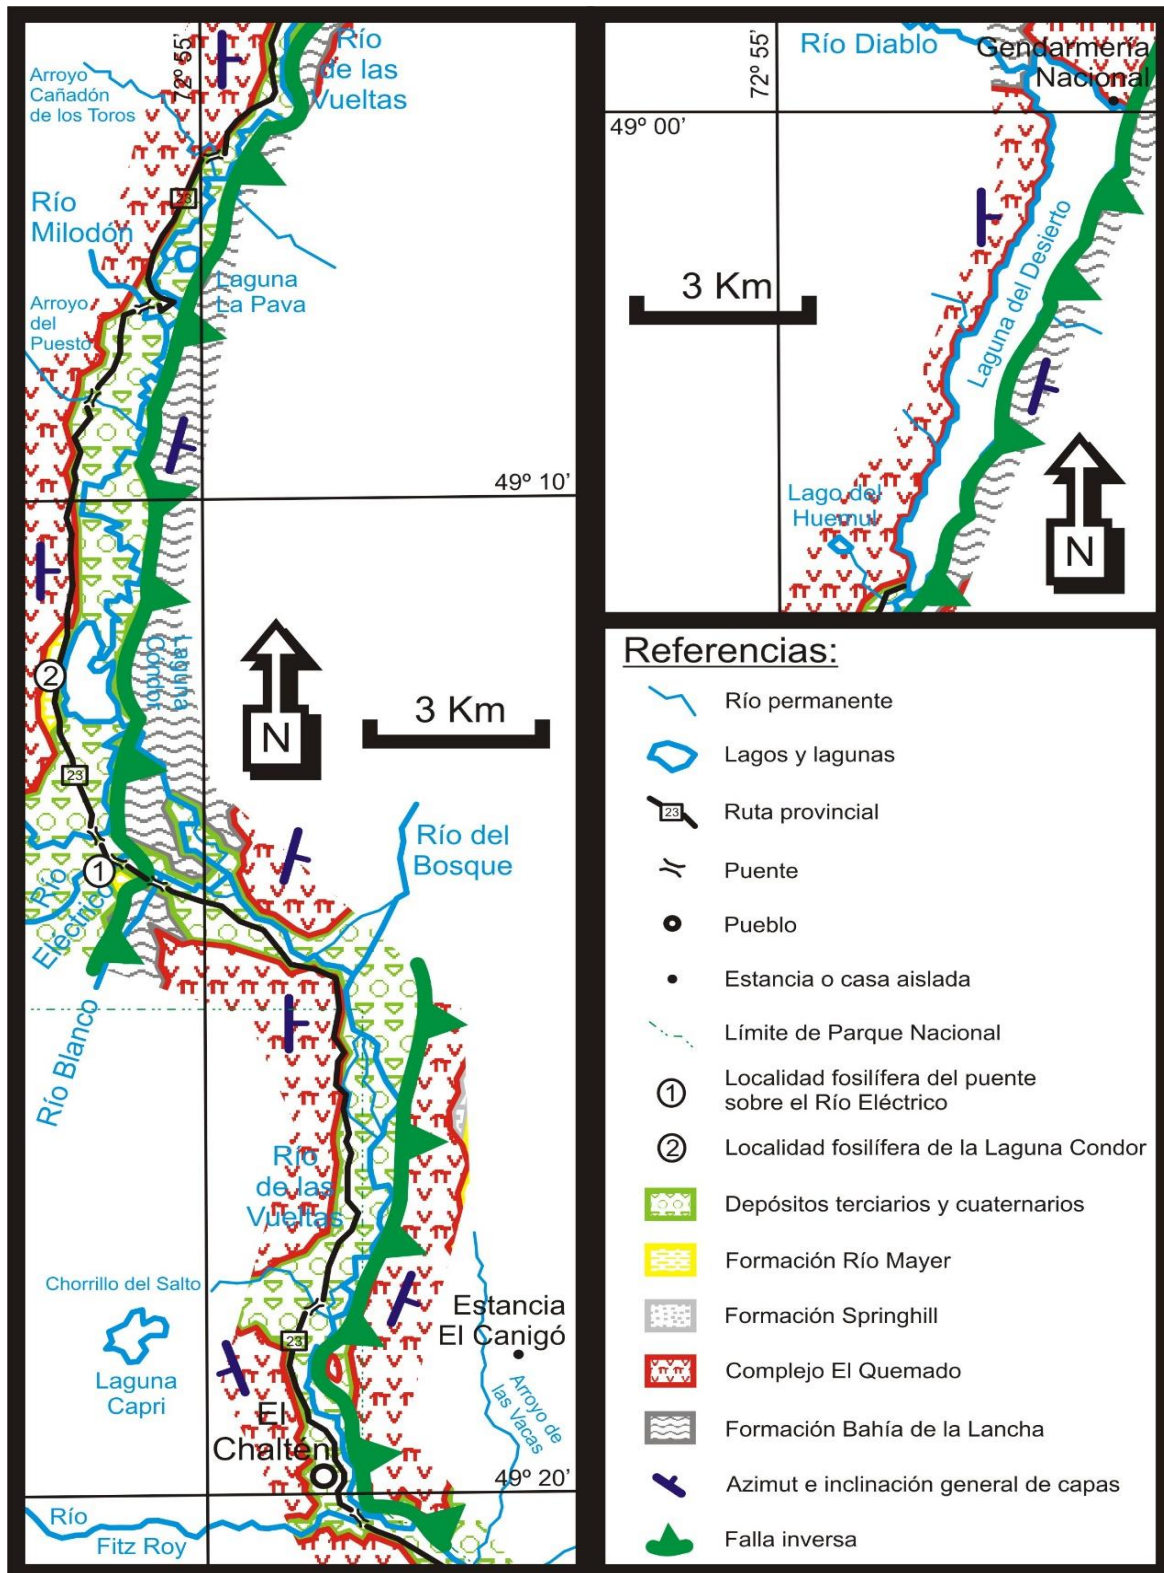 72º 55'
Río
de las
Vueltas
Arroyo
Cañadón
de los Toros
23
Río
Milodón
Laguna
La Pava
Arroyo
del
Puesto
49º 10'
Laguna
Cóndor
2
N
3 Km
23
Río del
Bosque
1
Río
Eléctrico
Río Blanco
Río
de las
Vueltas
Chorrillo del Salto
Estancia
El Canigó
23
Laguna
Capri
Arroyo de
las Vacas
El
Chaltén
49º 20'
Río
Fitz Roy
72º 55'
Río Diablo
Gendarmería
Nacional
49º 00'
Laguna del Desierto
3 Km
Lago del
Huemul
N
Referencias:
Río permanente
Lagos y lagunas
23
Ruta provincial
Puente
Pueblo
Estancia o casa aislada
Límite de Parque Nacional
1
Localidad fosilífera del puente
sobre el Río Eléctrico
2
Localidad fosilífera de la Laguna Condor
Depósitos terciarios y cuaternarios
Formación Río Mayer
Formación Springhill
Complejo El Quemado
Formación Bahía de la Lancha
Azimut e inclinación general de capas
Falla inversa